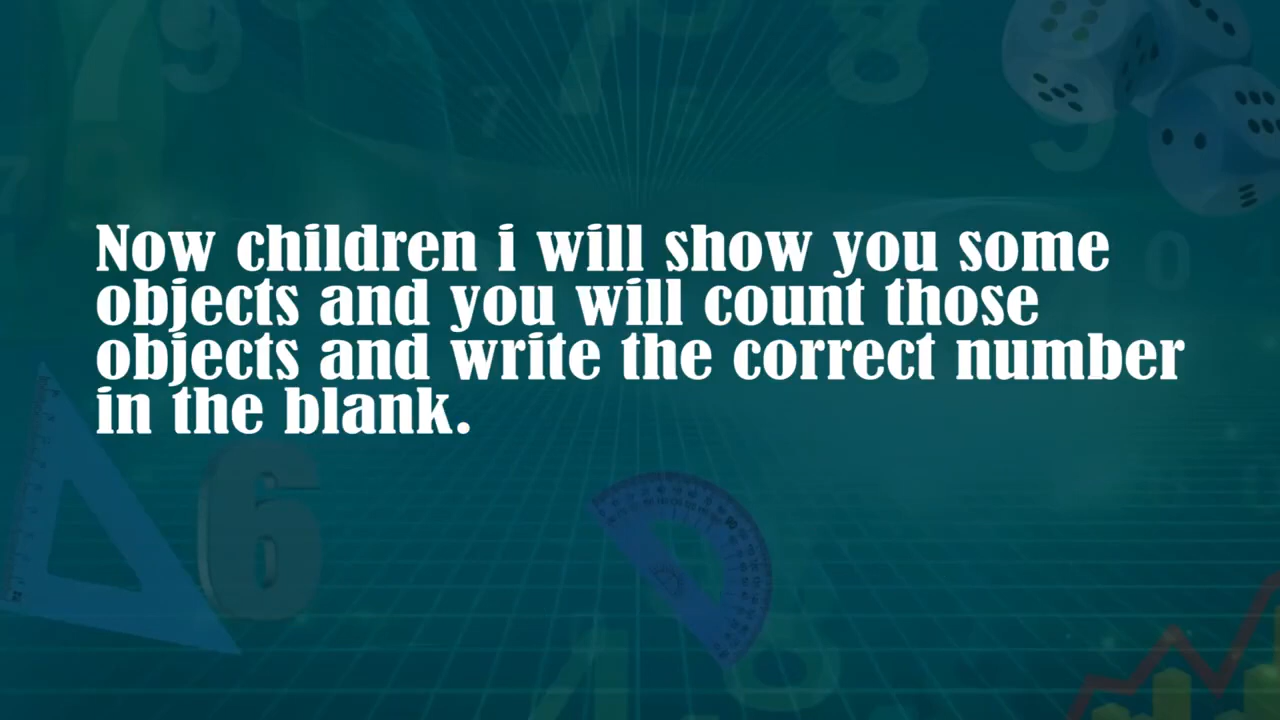 Now children i will show you some
objects and you will count those
objects and write the correct number
in the blank.